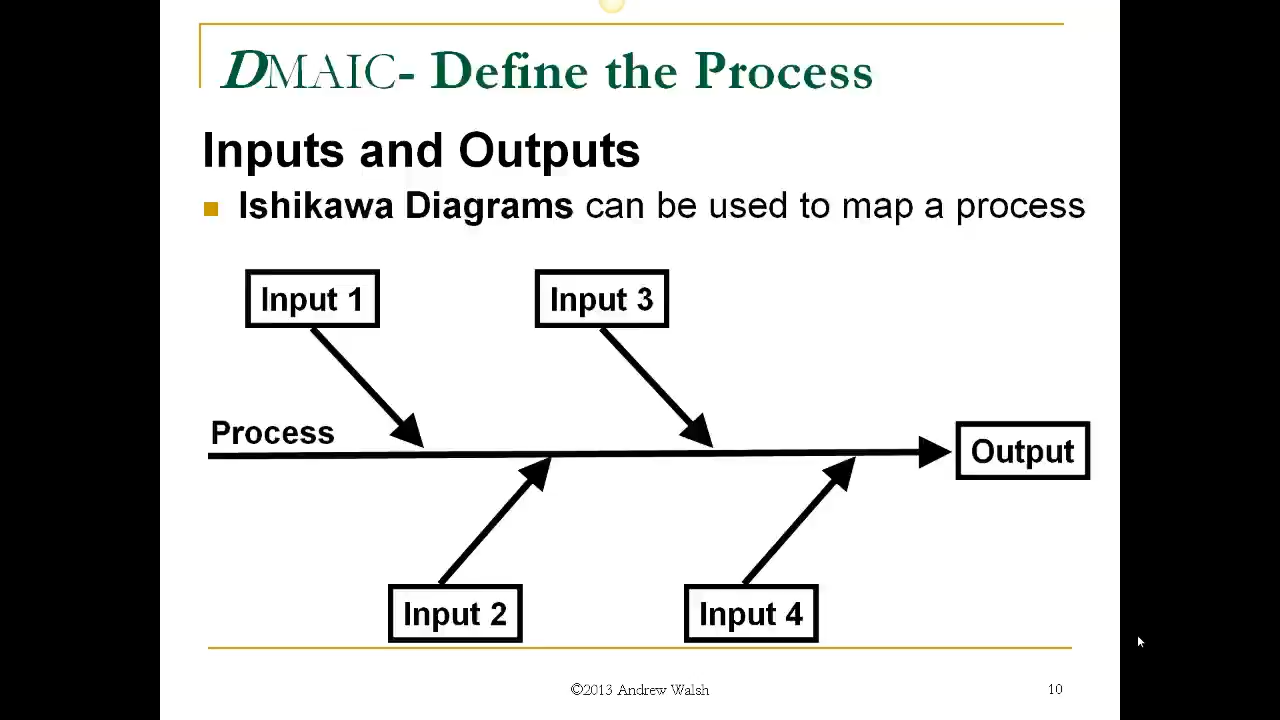 DMAIC- Define the Process
Inputs and Outputs
Ishikawa Diagrams can be used to map a process
Input 1
Input 3
Process
Output
Input 2
Input 4
©2013 Andrew Walsh
10